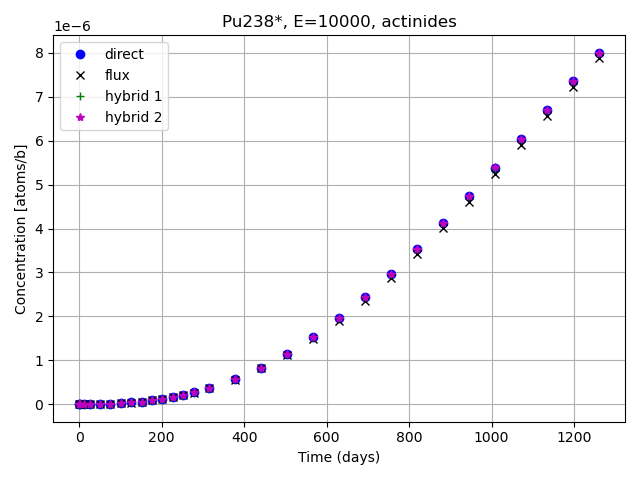 Pu238*, E=10000, actinides
1e−6
direct
flux
hybrid 1
hybrid 2
8
7
6
5
4
3
2
1
0
Concentration [atoms/b]
0 200 400 600 800 1000 1200
Time (days)